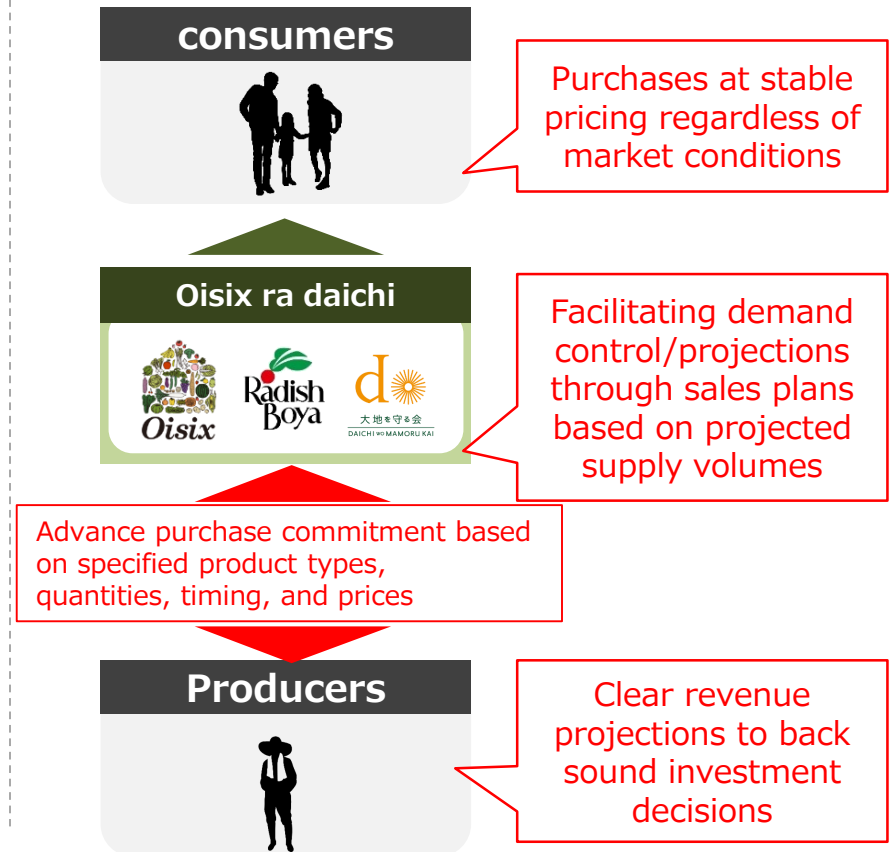 consumers
Purchases at stable
pricing regardless of
market conditions
Oisix ra daichi
Oisix
Radish
Boya
d
大地を守る会
DAICHI WO MAMORU KAI
Facilitating demand
control/projections
through sales plans
based on projected
supply volumes
Advance purchase commitment based
on specified product types,
quantities, timing, and prices
Producers
Clear revenue
projections to back
sound investment
decisions